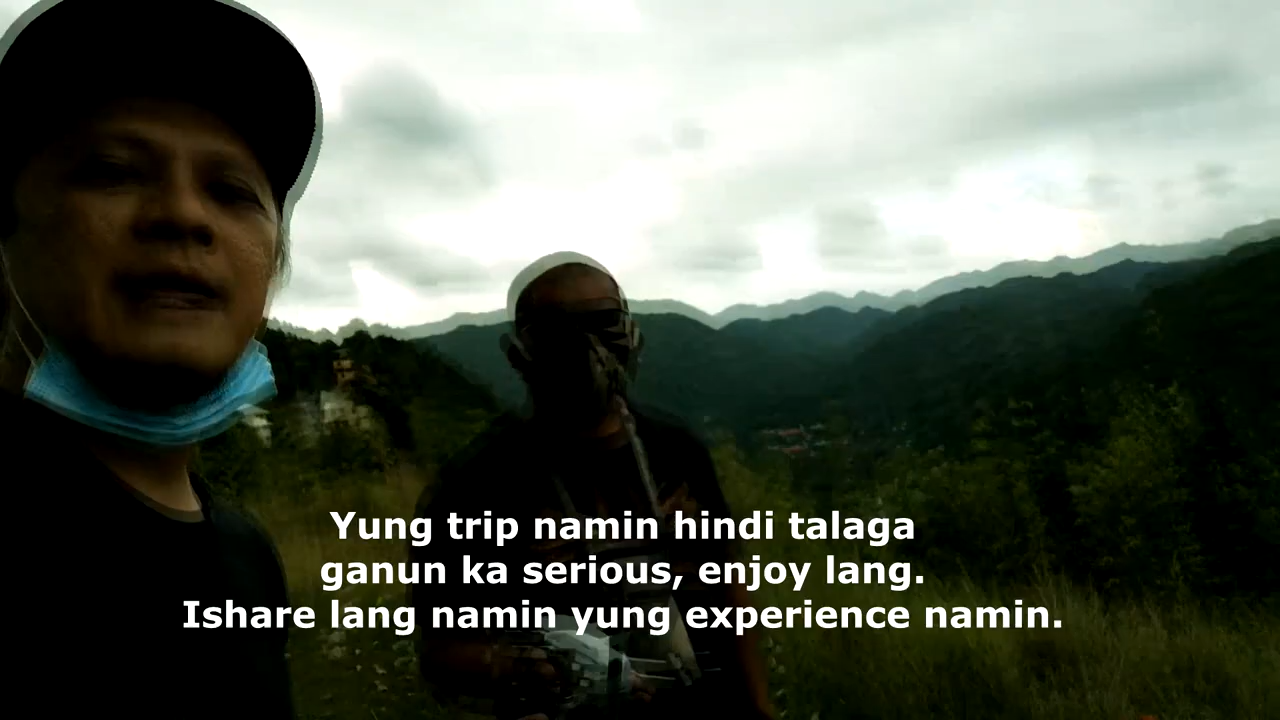 Yung trip namin hindi talaga
ganun ka serious, enjoy lang.
Ishare lang namin yung experience namin.